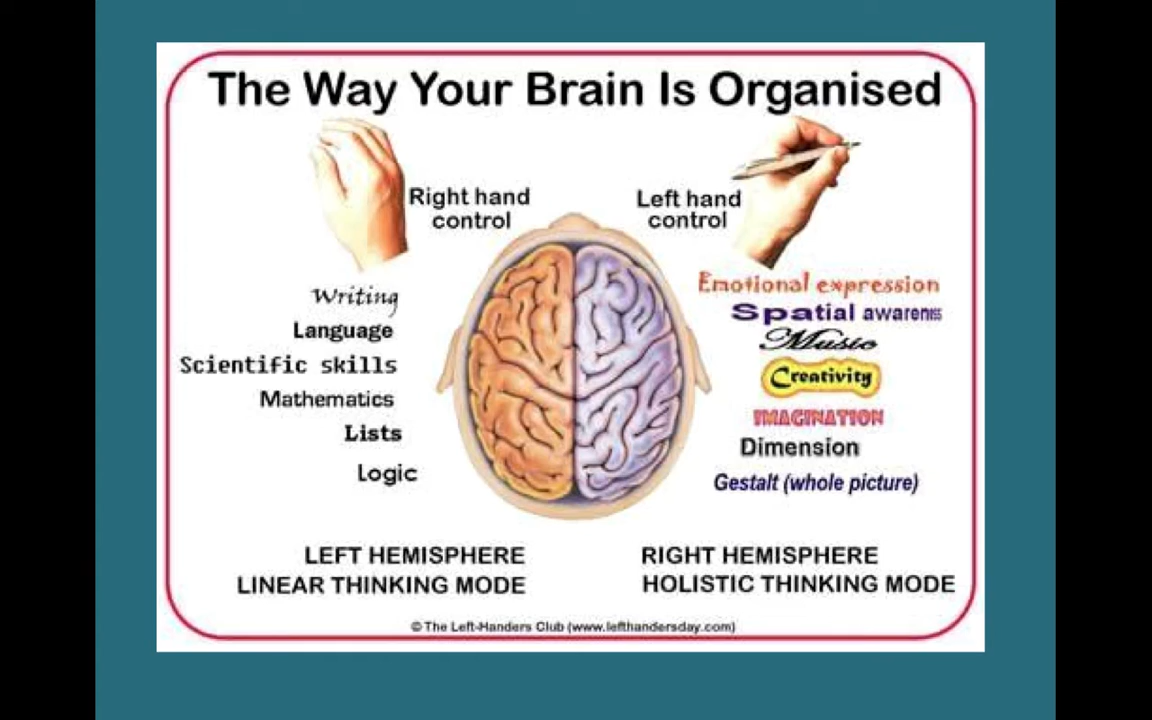 The Way Your Brain Is Organised
Right hand
control
Left hand
control
Writing
Language
Scientific skills
Mathematics
Lists
Logic
Emotional expression
Spatial awareniss
Music
Creativity
IMAGINATION
Dimension
Gestalt (whole picture)
LEFT HEMISPHERE
LINEAR THINKING MODE
RIGHT HEMISPHERE
HOLISTIC THINKING MODE
© The Left-Handers Club (www.lefthandersday.com)